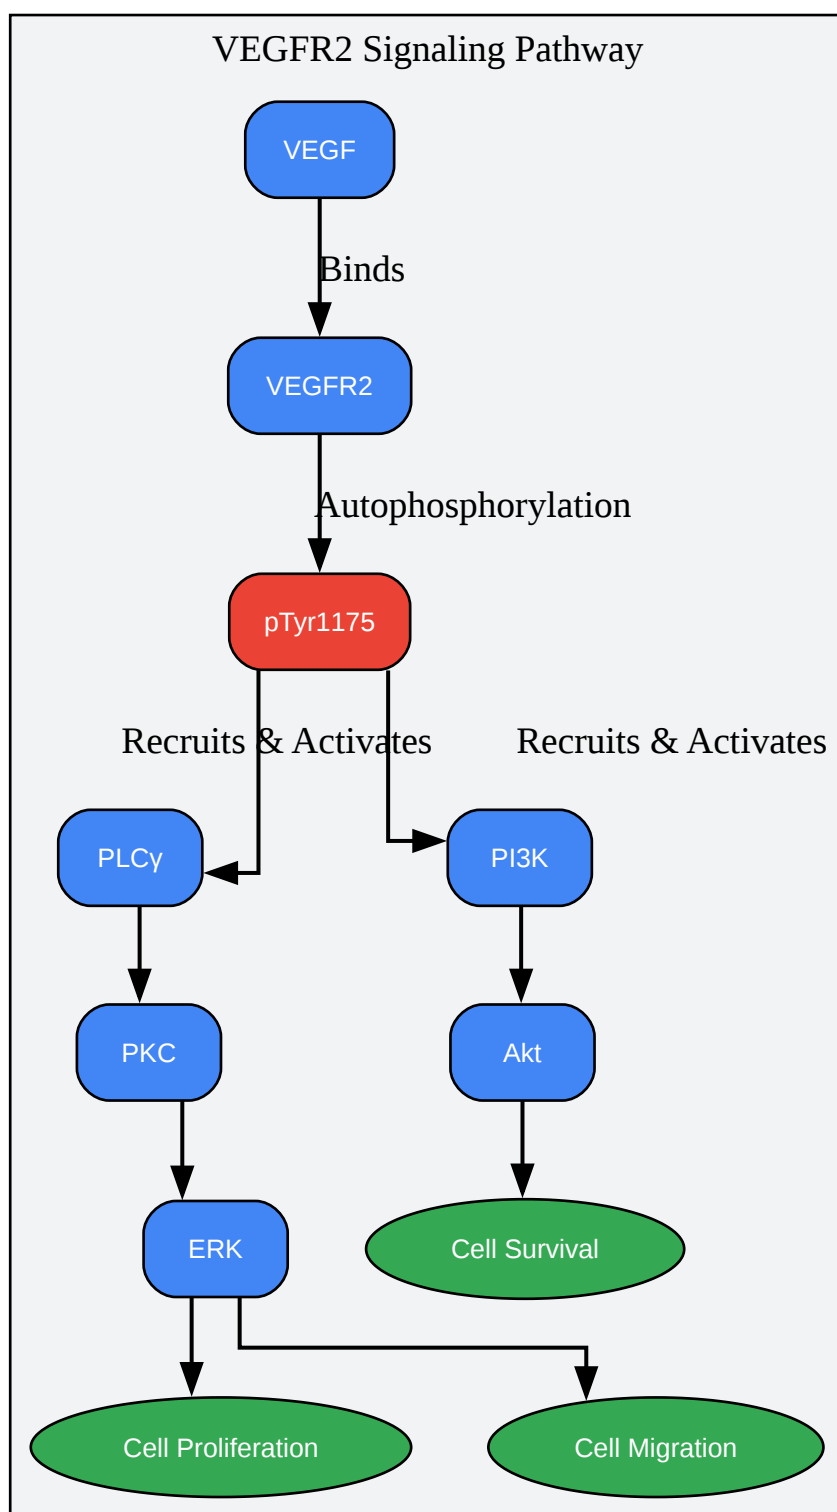 VEGFR2 Signaling Pathway
VEGF
Binds
VEGFR2
Autophosphorylation
pTyr1175
Recruits & Activates
Recruits & Activates
PLCγ
PI3K
PKC
Akt
ERK
Cell Survival
Cell Proliferation
Cell Migration